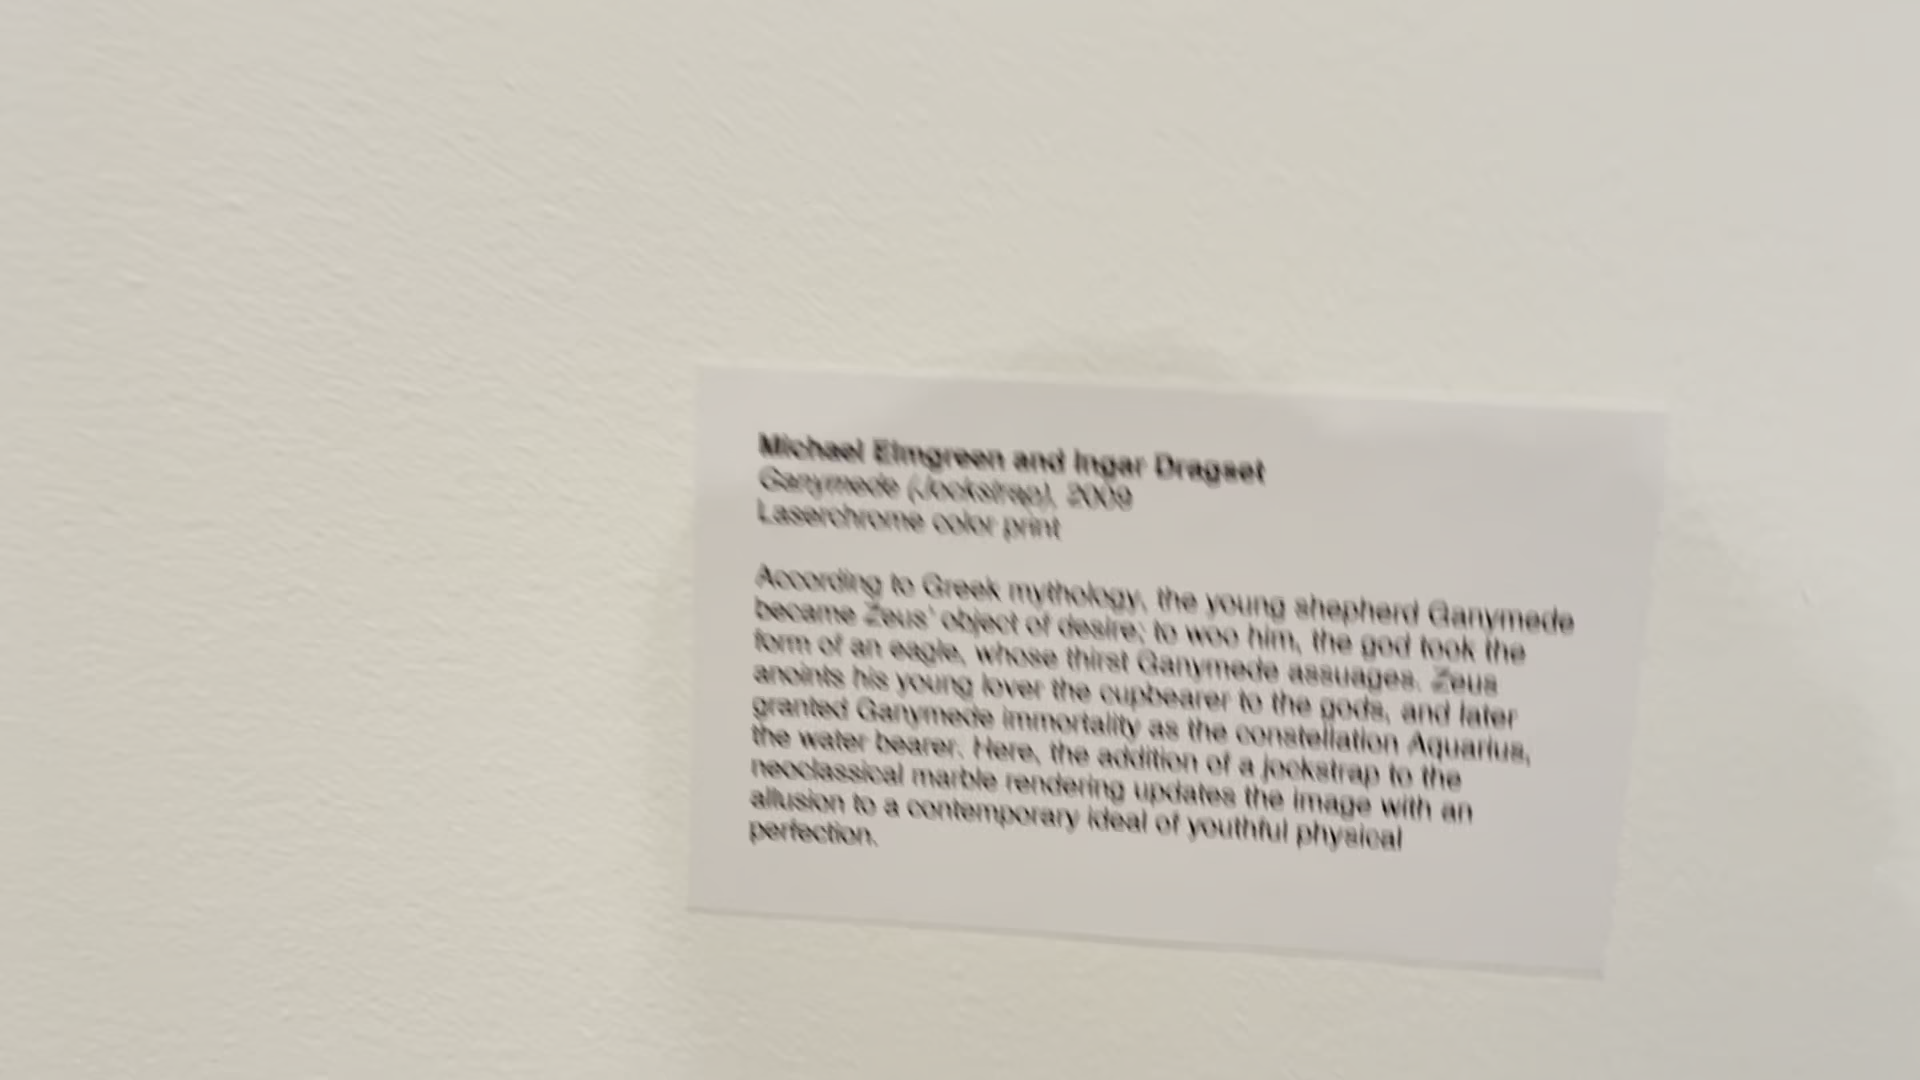 Michael Elmgreen and Ingar Dragset
Ganymede (Jockstrap), 2009
Laserchrome color print
According to Greek mythology, the young shepherd Ganymede
became Zeus' object of desire; to woo him, the god took the
form of an eagle, whose thirst Ganymede assuages. Zeus
anoints his young lover the cupbearer to the gods, and later
granted Ganymede immortality as the constellation Aquarius,
the water bearer. Here, the addition of a jockstrap to the
neoclassical marble rendering updates the image with an
allusion to a contemporary ideal of youthful physical
perfection.